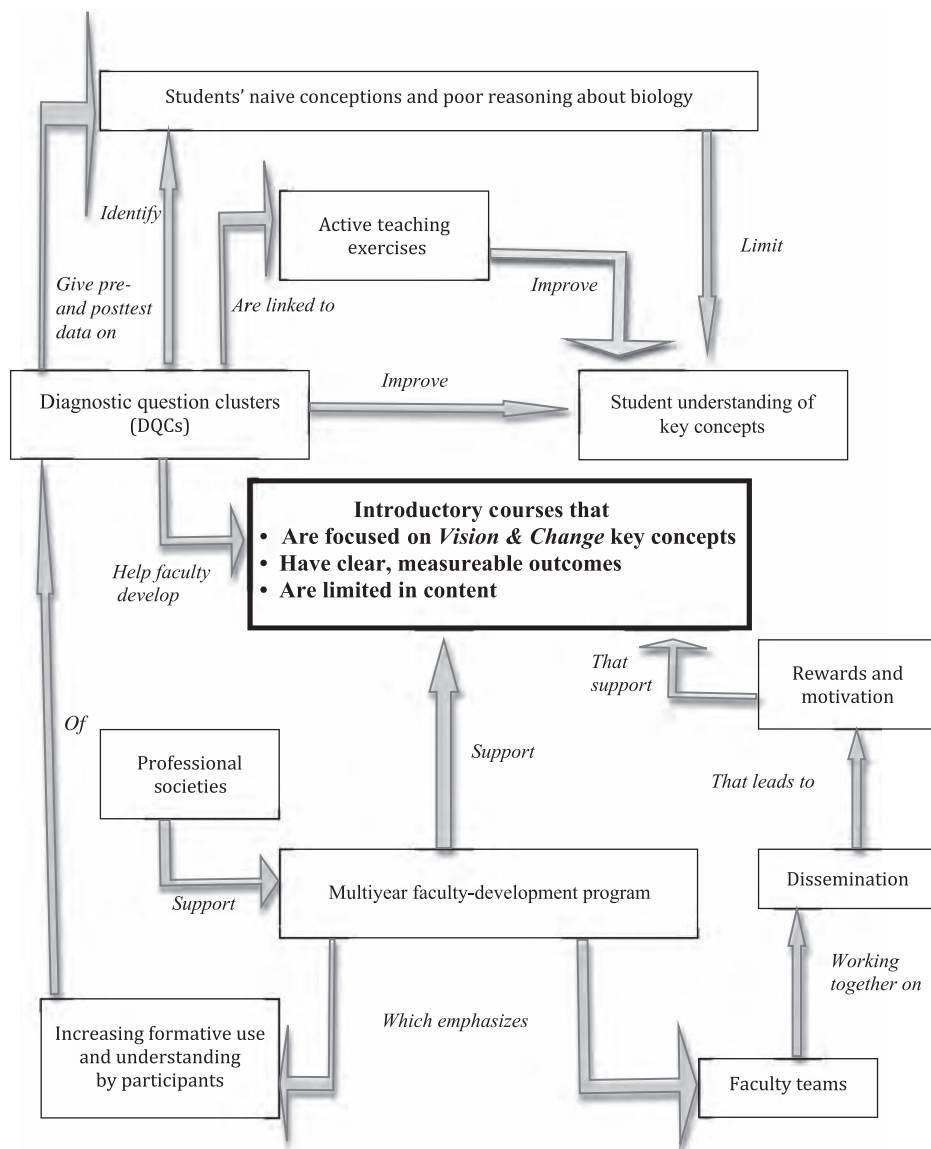 Students' naive conceptions and poor reasoning about biology
Identify
Active teaching
exercises
Limit
Give pre-
and posttest
data on
Are linked to
Improve
Diagnostic question clusters
(DQCs)
Improve
Student understanding of
key concepts
Introductory courses that
• Are focused on Vision & Change key concepts
• Have clear, measureable outcomes
• Are limited in content
Help faculty
develop
That
support
Rewards and
motivation
Of
Professional
societies
Support
That leads to
Support
Multiyear faculty-development program
Dissemination
Working
together on
Which emphasizes
Increasing formative use
and understanding
by participants
Faculty teams